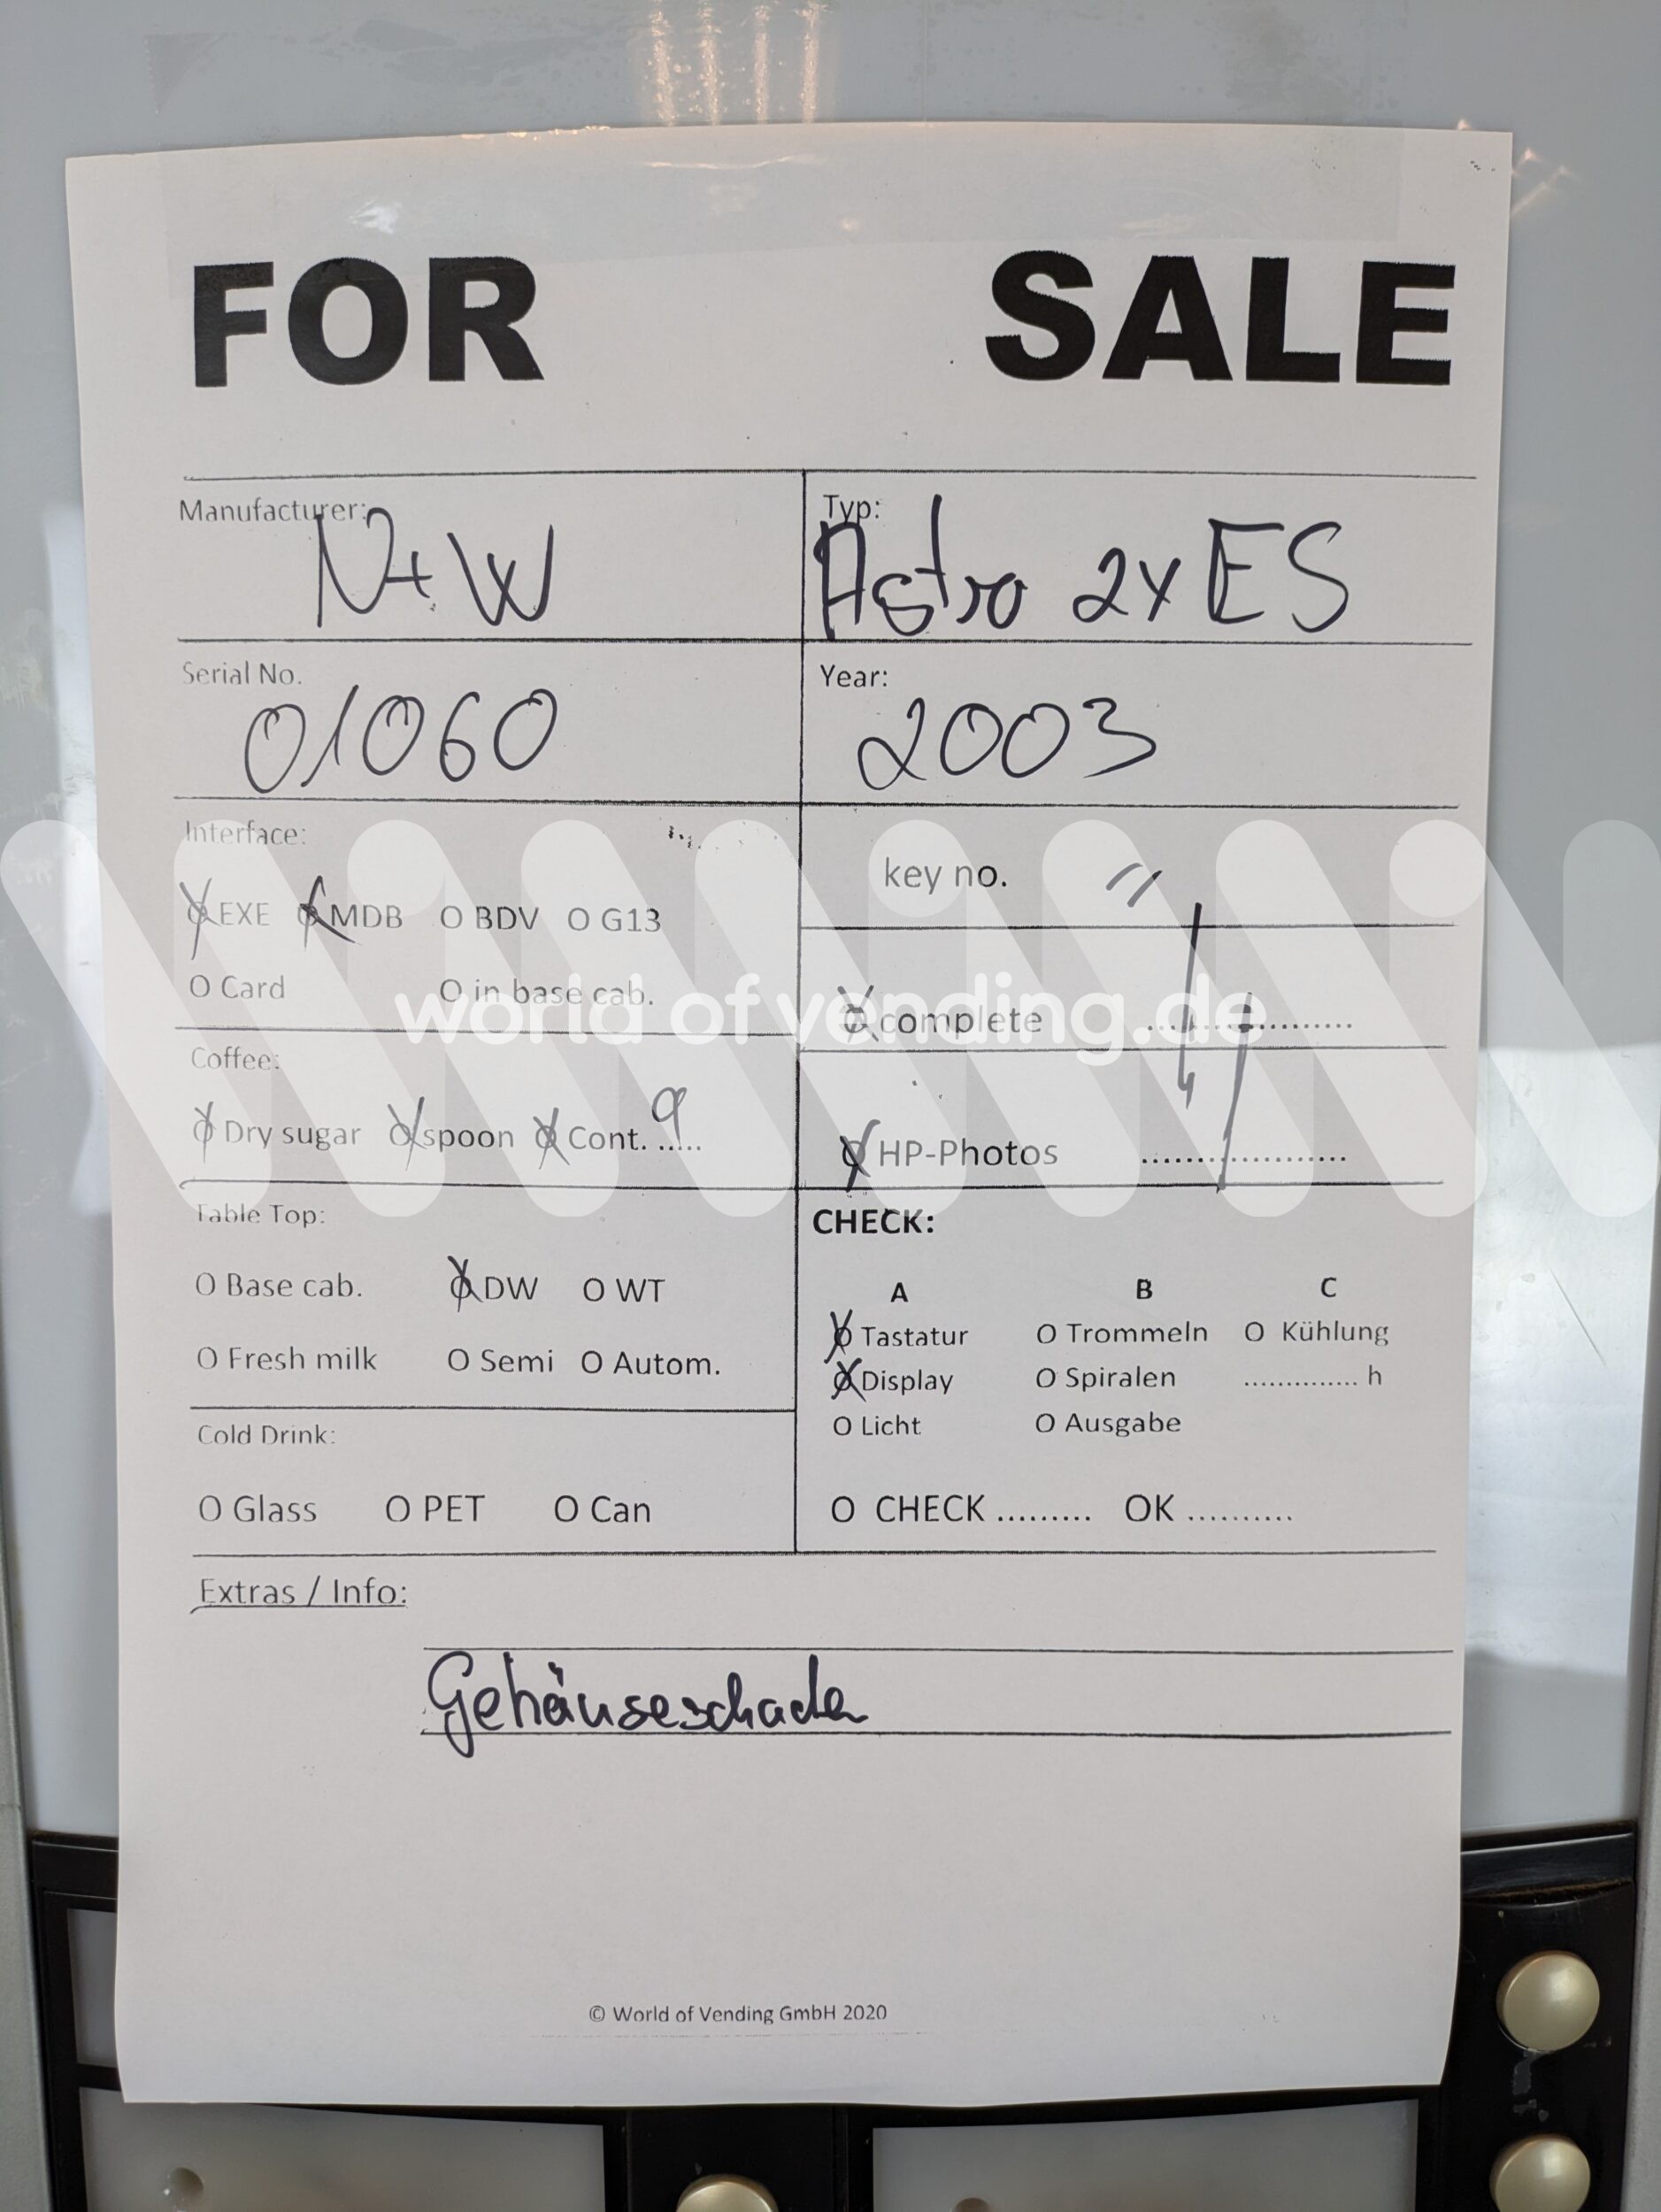 FOR SALE
Manufacturer: N+W
Typ: Astro 2x ES
Serial No. 01060
Year: 2003
Interface:
O EXE O MDB O BDV O G13
O Card O in base cab.
key no. "
O complete ....................
Coffee:
O Dry sugar O spoon O Cont. ..9...
O HP-Photos ....................
world of vending.de
Table Top:
O Base cab. O DW O WT
O Fresh milk O Semi O Autom.
Cold Drink:
O Glass O PET O Can
CHECK:
A B C
O Tastatur O Trommeln O Kühlung
O Display O Spiralen .............. h
O Licht O Ausgabe
O CHECK ......... OK ..........
Extras / Info:
Gehäuseschaden
© World of Vending GmbH 2020